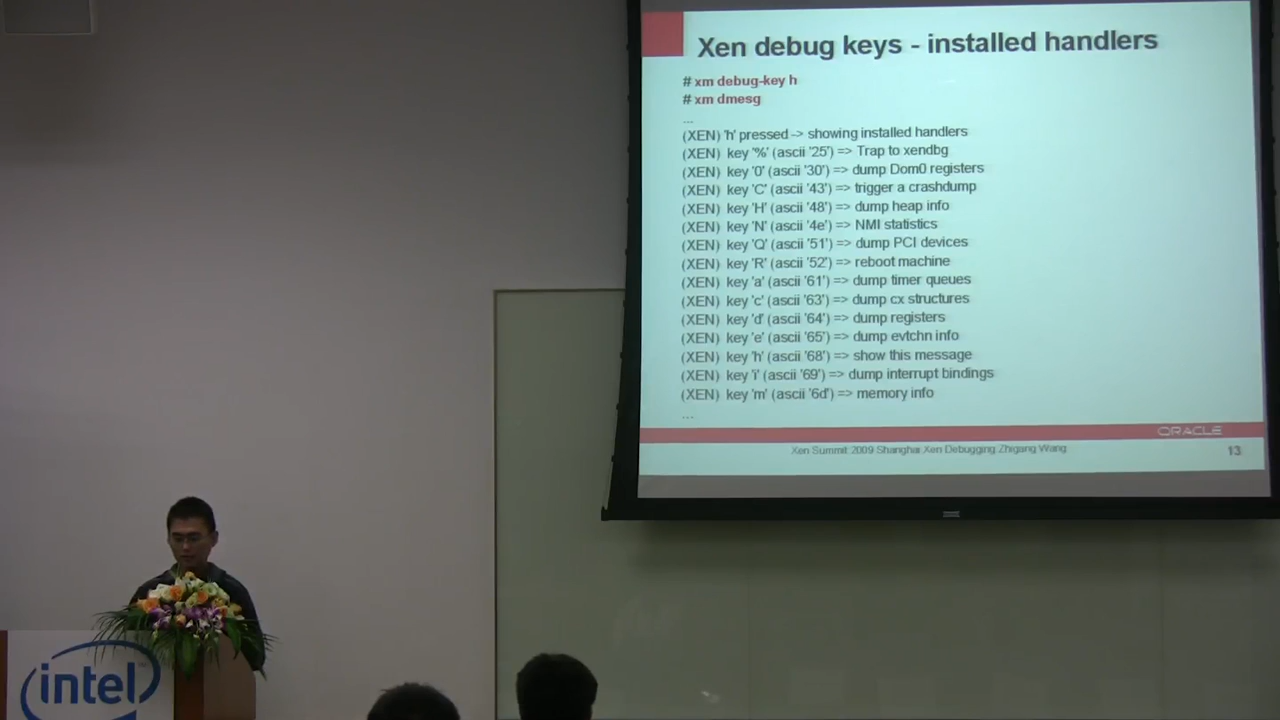 Xen debug keys - installed handlers
# xm debug-key h
# xm dmesg
...
(XEN) 'h' pressed -> showing installed handlers
(XEN) key '%' (ascii '25') => Trap to xendbg
(XEN) key '0' (ascii '30') => dump Dom0 registers
(XEN) key 'C' (ascii '43') => trigger a crashdump
(XEN) key 'H' (ascii '48') => dump heap info
(XEN) key 'N' (ascii '4e') => NMI statistics
(XEN) key 'Q' (ascii '51') => dump PCI devices
(XEN) key 'R' (ascii '52') => reboot machine
(XEN) key 'a' (ascii '61') => dump timer queues
(XEN) key 'c' (ascii '63') => dump cx structures
(XEN) key 'd' (ascii '64') => dump registers
(XEN) key 'e' (ascii '65') => dump evtchn info
(XEN) key 'h' (ascii '68') => show this message
(XEN) key 'i' (ascii '69') => dump interrupt bindings
(XEN) key 'm' (ascii '6d') => memory info
...
ORACLE
Xen Summit 2009 Shanghai Xen Debugging Zhigang Wang
13
intel